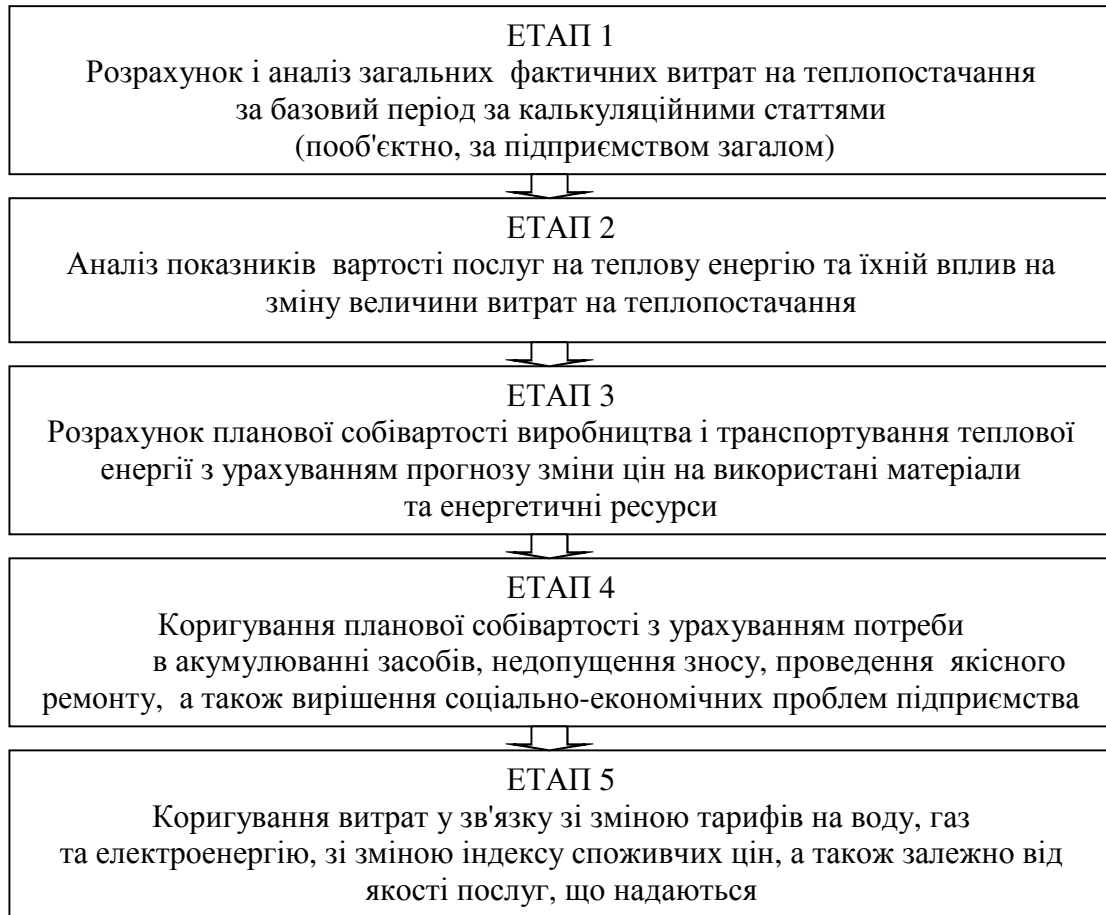 ЕТАП 1
Розрахунок і аналіз загальних фактичних витрат на теплопостачання
за базовий період за калькуляційними статтями
(пооб'єктно, за підприємством загалом)
ЕТАП 2
Аналіз показників вартості послуг на теплову енергію та їхній вплив на
зміну величини витрат на теплопостачання
ЕТАП 3
Розрахунок планової собівартості виробництва і транспортування теплової
енергії з урахуванням прогнозу зміни цін на використані матеріали
та енергетичні ресурси
ЕТАП 4
Коригування планової собівартості з урахуванням потреби
в акумулюванні засобів, недопущення зносу, проведення якісного
ремонту, а також вирішення соціально-економічних проблем підприємства
ЕТАП 5
Коригування витрат у зв'язку зі зміною тарифів на воду, газ
та електроенергію, зі зміною індексу споживчих цін, а також залежно від
якості послуг, що надаються